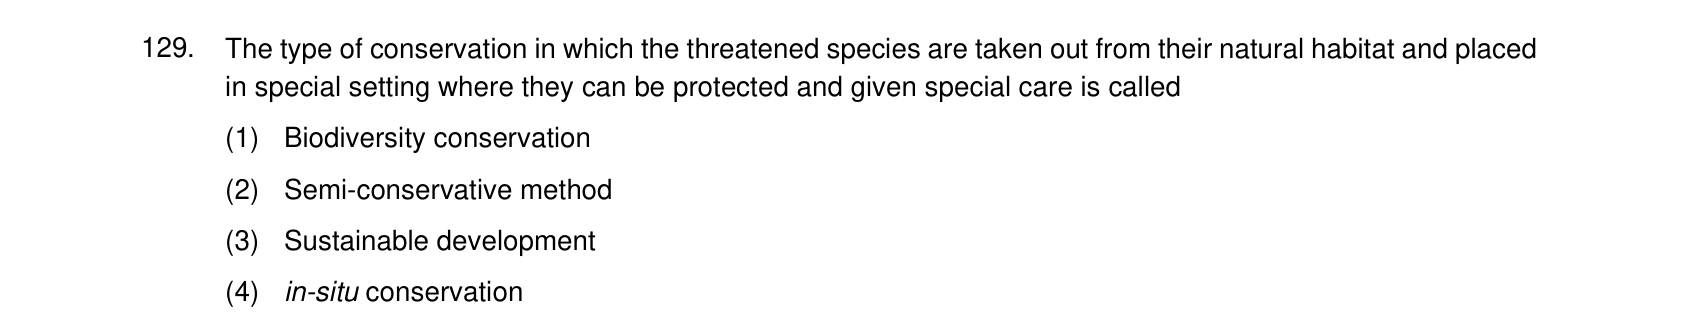 129. The type of conservation in which the threatened species are taken out from their natural habitat and placed
in special setting where they can be protected and given special care is called
(1) Biodiversity conservation
(2) Semi-conservative method
(3) Sustainable development
(4) in-situ conservation